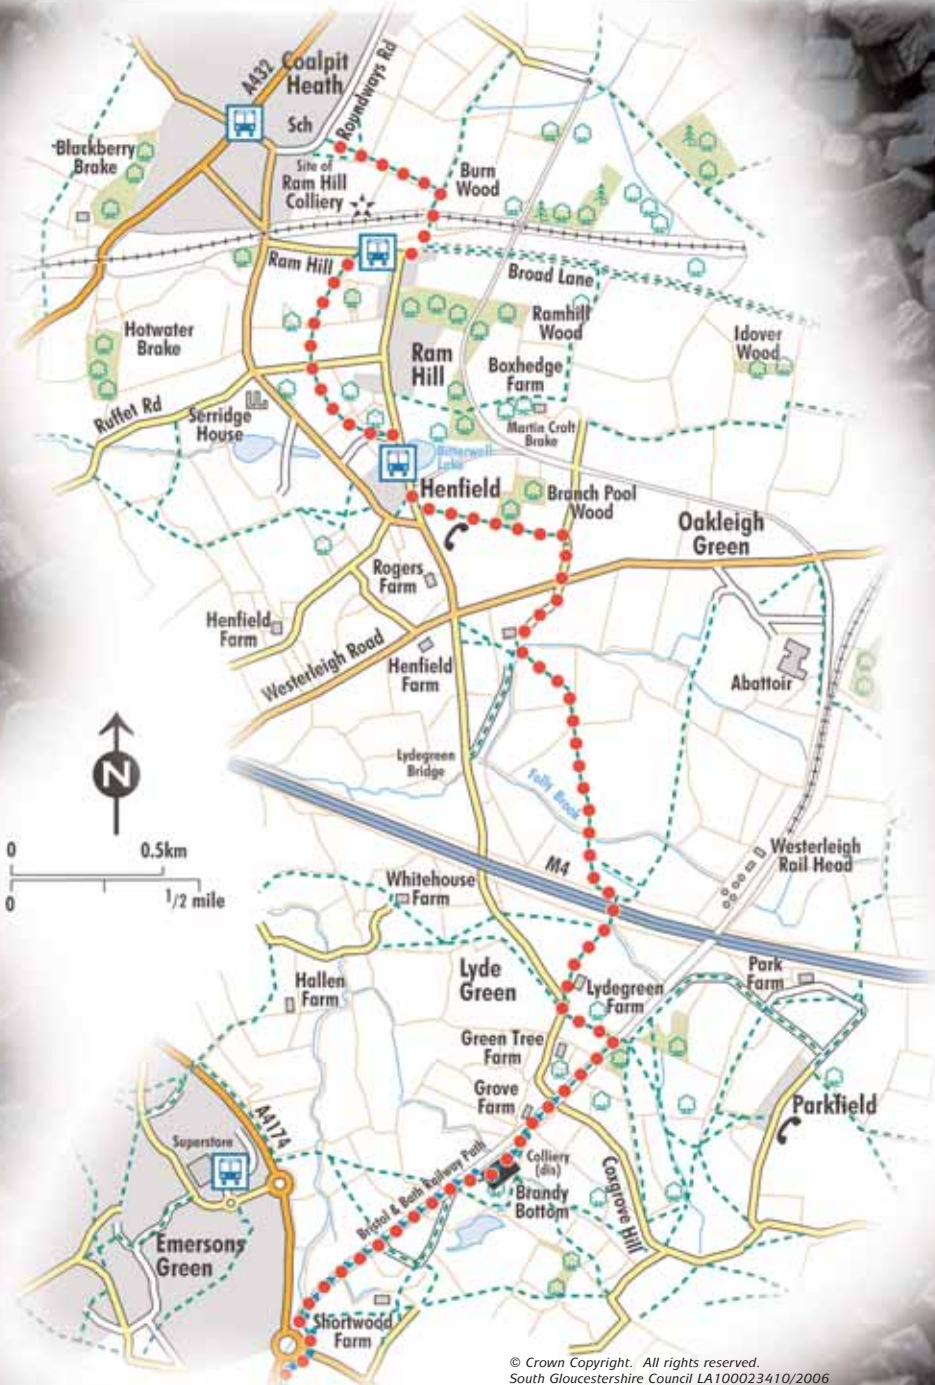 Coalpit
Heath
A432
Roundways Rd
Sch
Blackberry
Brake
Site of
Ram Hill
Colliery
Burn
Wood
Ram Hill
Broad Lane
Hotwater
Brake
Ramhill
Wood
Idover
Wood
Ram
Hill
Boxhedge
Farm
Ruffet Rd
Serridge
House
Martin Croft
Brake
Bitterwell
Lake
Henfield
Branch Pool
Wood
Oakleigh
Green
Rogers
Farm
Henfield
Farm
Westerleigh Road
Henfield
Farm
Abattoir
N
Lydegreen
Bridge
Folly Brook
0
0.5km
0
1/2 mile
M4
Westerleigh
Rail Head
Whitehouse
Farm
Hallen
Farm
Lyde
Green
Lydegreen
Farm
Park
Farm
Green Tree
Farm
Grove
Farm
Parkfield
A4174
Superstore
Bristol & Bath Railway Path
Colliery
(dis)
Brandy
Bottom
Coxgrove Hill
Emersons
Green
Shortwood
Farm
© Crown Copyright. All rights reserved.
South Gloucestershire Council LA100023410/2006